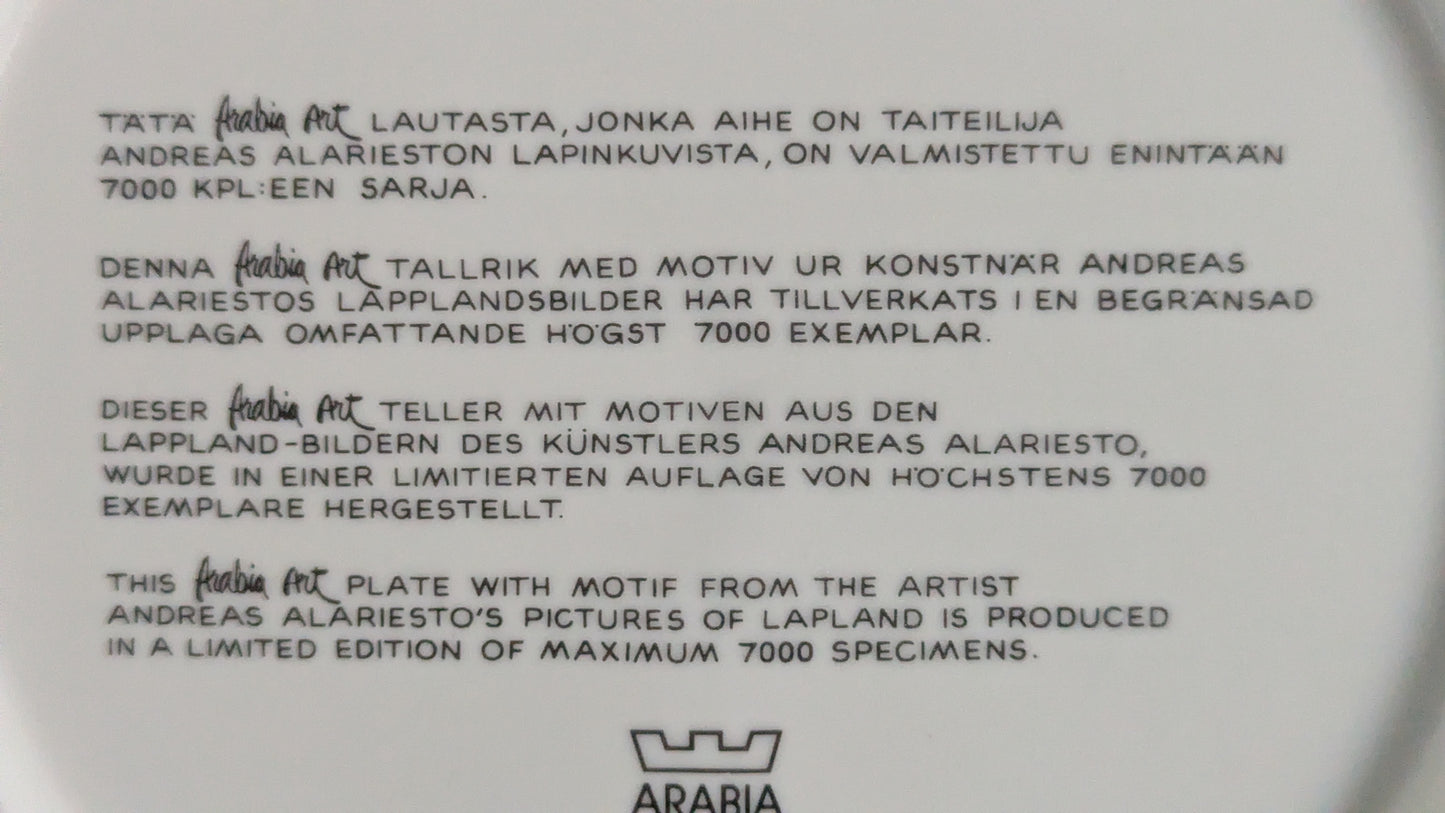 TÄTÄ Arabia Art LAUTASTA, JONKA AIHE ON TAITEILIJA
ANDREAS ALARIESTON LAPINKUVISTA, ON VALMISTETTU ENINTÄÄN
7000 KPL:EEN SARJA.
DENNA Arabia Art TALLRIK MED MOTIV UR KONSTNÄR ANDREAS
ALARIESTOS LAPPLANDSBILDER HAR TILLVERKATS I EN BEGRÄNSAD
UPPLAGA OMFATTANDE HÖGST 7000 EXEMPLAR.
DIESER Arabia Art TELLER MIT MOTIVEN AUS DEN
LAPPLAND-BILDERN DES KÜNSTLERS ANDREAS ALARIESTO,
WURDE IN EINER LIMITIERTEN AUFLAGE VON HÖCHSTENS 7000
EXEMPLARE HERGESTELLT.
THIS Arabia Art PLATE WITH MOTIF FROM THE ARTIST
ANDREAS ALARIESTO'S PICTURES OF LAPLAND IS PRODUCED
IN A LIMITED EDITION OF MAXIMUM 7000 SPECIMENS.
ARABIA